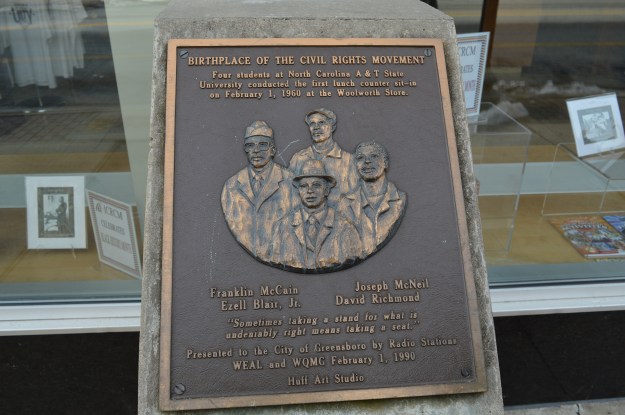 BIRTHPLACE OF THE CIVIL RIGHTS MOVEMENT
Four students at North Carolina A & T State
University conducted the first lunch counter sit-in
on February 1, 1960 at the Woolworth Store.
Franklin McCain Joseph McNeil
Ezell Blair, Jr. David Richmond
"Sometimes taking a stand for what is
undeniably right means taking a seat."
Presented to the City of Greensboro by Radio Stations
WEAL and WQMG February 1, 1990
Huff Art Studio
ICRCM
CELEBRATES